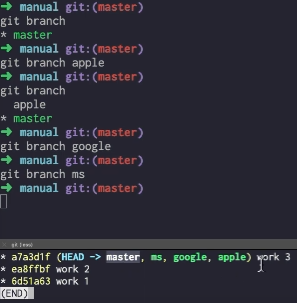 ➜ manual git:(master)
git branch
* master
➜ manual git:(master)
git branch apple
➜ manual git:(master)
git branch
apple
* master
➜ manual git:(master)
git branch google
➜ manual git:(master)
git branch ms
➜ manual git:(master)
* a7a3d1f (HEAD -> master, ms, google, apple) work 3
* ea8ffbf work 2
* 6d51a63 work 1
(END)